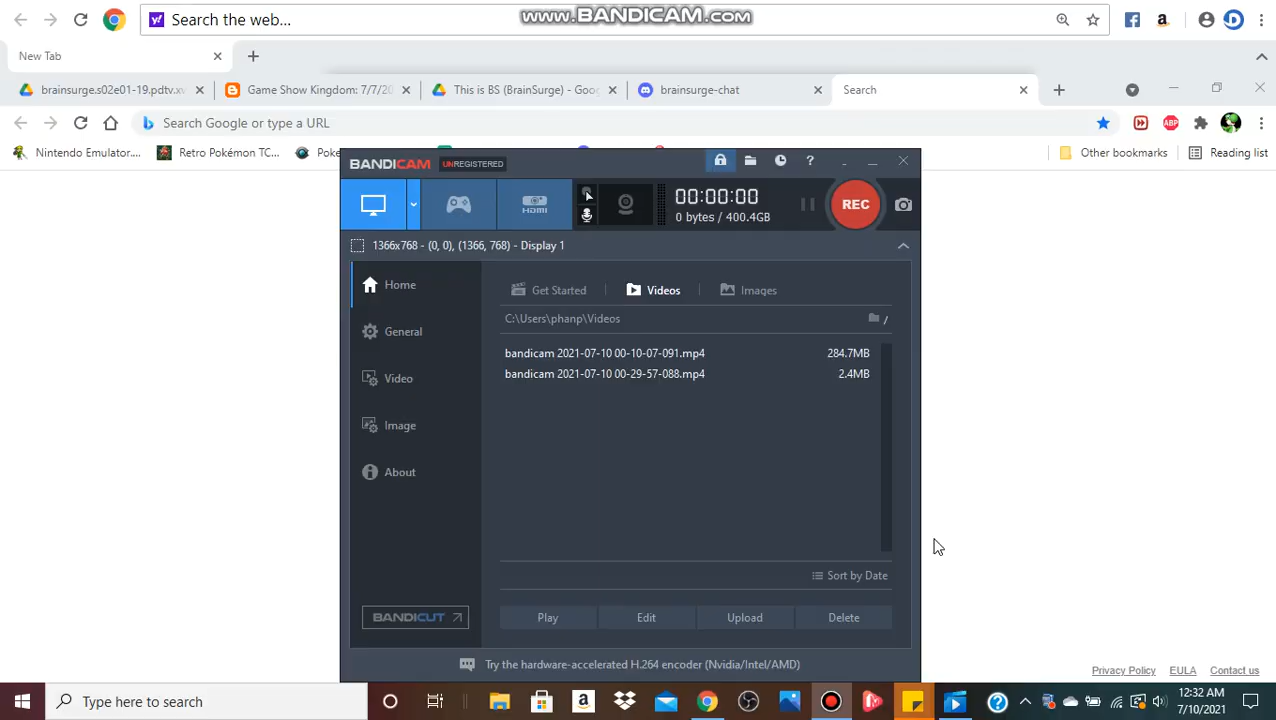 Search the web...
www.BANDICAM.com
New Tab
brainsurge.s02e01-19.pdtv.xv
Game Show Kingdom: 7/7/20
This is BS (BrainSurge) - Goog
brainsurge-chat
Search
Search Google or type a URL
Nintendo Emulator....
Retro Pokémon TC...
Poke
Other bookmarks
Reading list
BANDICAM UNREGISTERED
HDMI
00:00:00
0 bytes / 400.4GB
REC
1366x768 - (0, 0), (1366, 768) - Display 1
Home
General
Video
Image
About
Get Started
Videos
Images
C:\Users\phanp\Videos
/
bandicam 2021-07-10 00-10-07-091.mp4 284.7MB
bandicam 2021-07-10 00-29-57-088.mp4 2.4MB
Sort by Date
BANDICUT
Play
Edit
Upload
Delete
Try the hardware-accelerated H.264 encoder (Nvidia/Intel/AMD)
Privacy Policy EULA Contact us
Type here to search
12:32 AM
7/10/2021